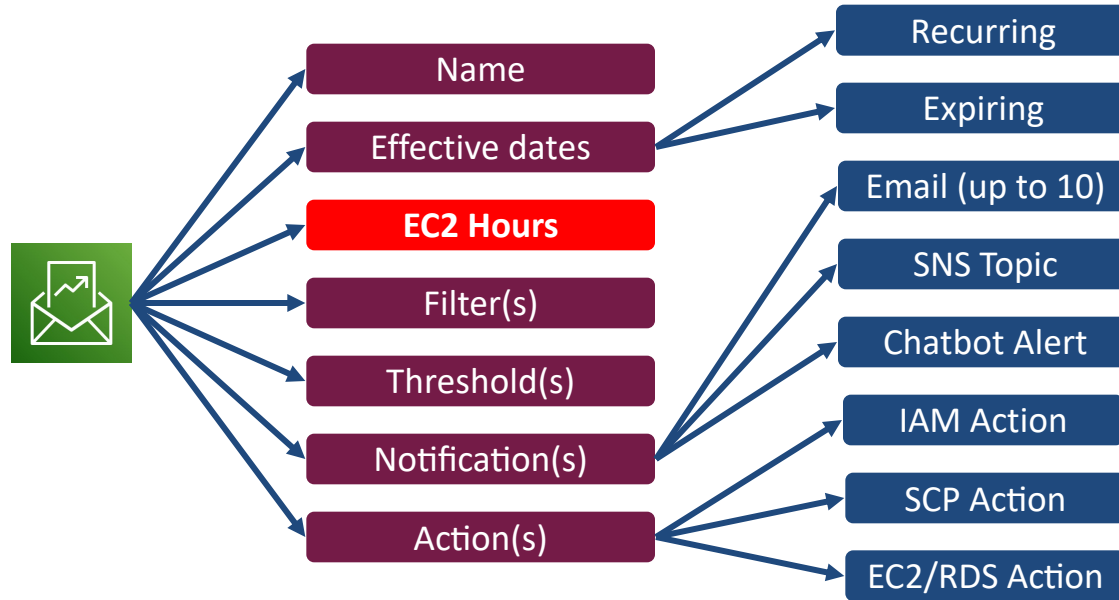 Name
Effective dates
EC2 Hours
Filter(s)
Threshold(s)
Notification(s)
Action(s)
Recurring
Expiring
Email (up to 10)
SNS Topic
Chatbot Alert
IAM Action
SCP Action
EC2/RDS Action